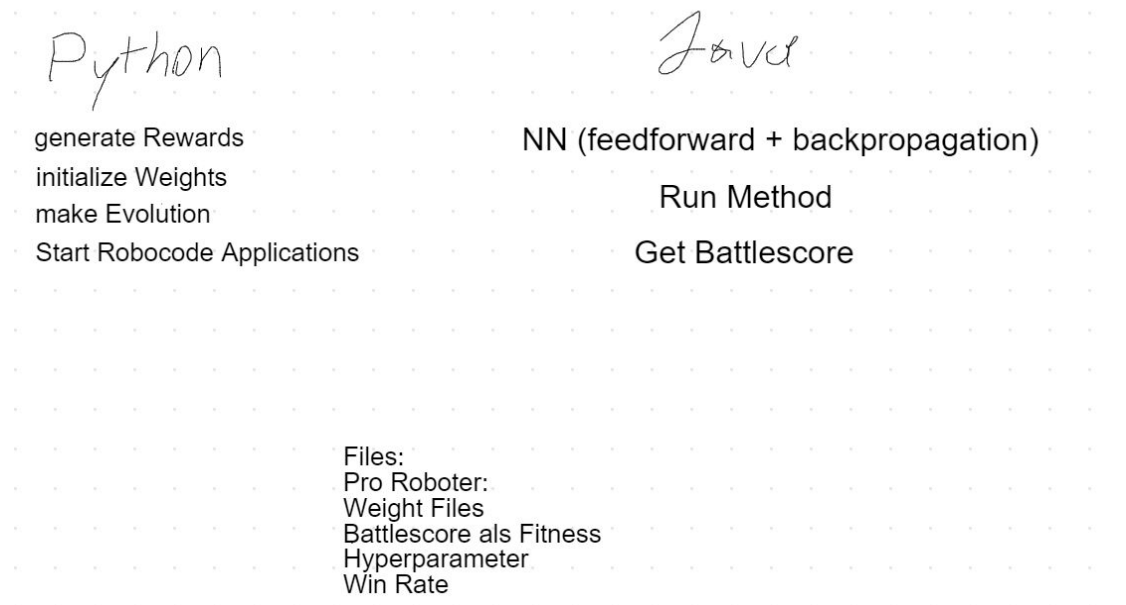 Python
generate Rewards
initialize Weights
make Evolution
Start Robocode Applications
Java
NN (feedforward + backpropagation)
Run Method
Get Battlescore
Files:
Pro Roboter:
Weight Files
Battlescore als Fitness
Hyperparameter
Win Rate